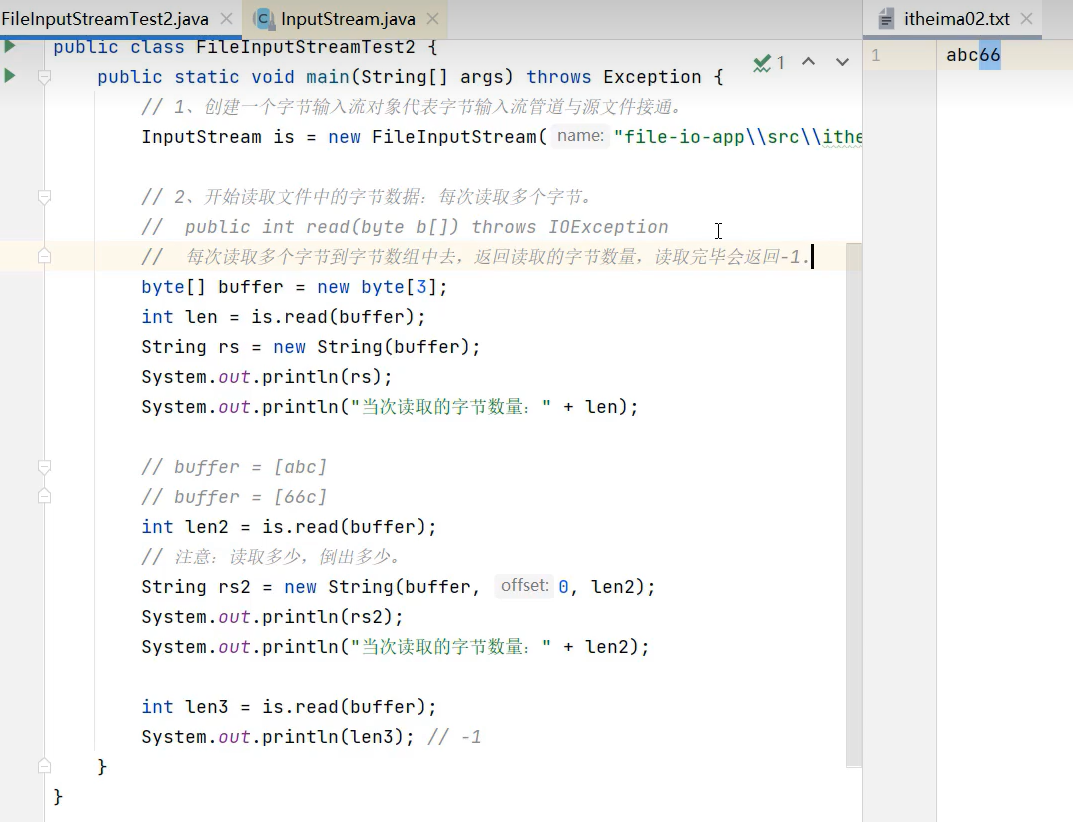 FileInputStreamTest2.java
InputStream.java
itheima02.txt
public class FileInputStreamTest2 {
public static void main(String[] args) throws Exception {
1
// 1、创建一个字节输入流对象代表字节输入流管道与源文件接通。
InputStream is = new FileInputStream( name: "file-io-app\\src\\ithe
// 2、开始读取文件中的字节数据：每次读取多个字节。
//  public int read(byte b[]) throws IOException
//  每次读取多个字节到字节数组中去，返回读取的字节数量，读取完毕会返回-1.
byte[] buffer = new byte[3];
int len = is.read(buffer);
String rs = new String(buffer);
System.out.println(rs);
System.out.println("当次读取的字节数量：" + len);
// buffer = [abc]
// buffer = [66c]
int len2 = is.read(buffer);
// 注意：读取多少，倒出多少。
String rs2 = new String(buffer, offset: 0, len2);
System.out.println(rs2);
System.out.println("当次读取的字节数量：" + len2);
int len3 = is.read(buffer);
System.out.println(len3); // -1
}
}
1
abc66